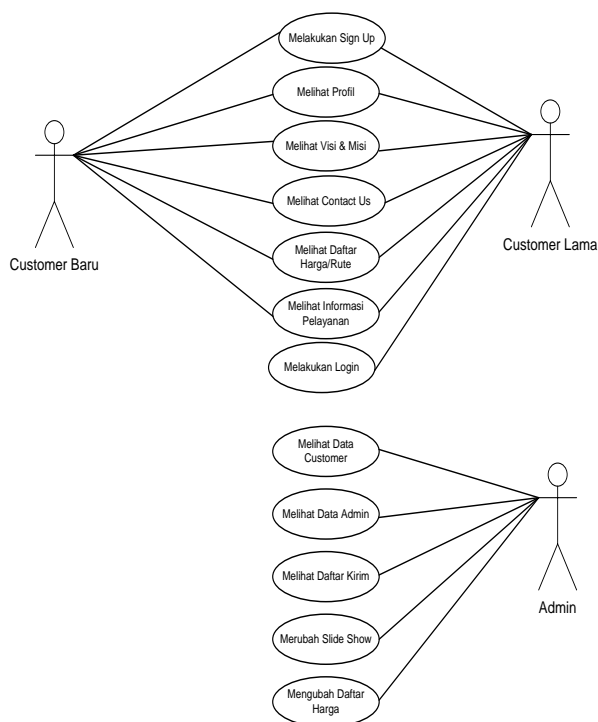 Melakukan Sign Up
Melihat Profil
Melihat Visi & Misi
Melihat Contact Us
Melihat Daftar
Harga/Rute
Melihat Informasi
Pelayanan
Melakukan Login
Customer Baru
Customer Lama
Melihat Data
Customer
Melihat Data Admin
Melihat Daftar Kirim
Merubah Slide Show
Mengubah Daftar
Harga
Admin